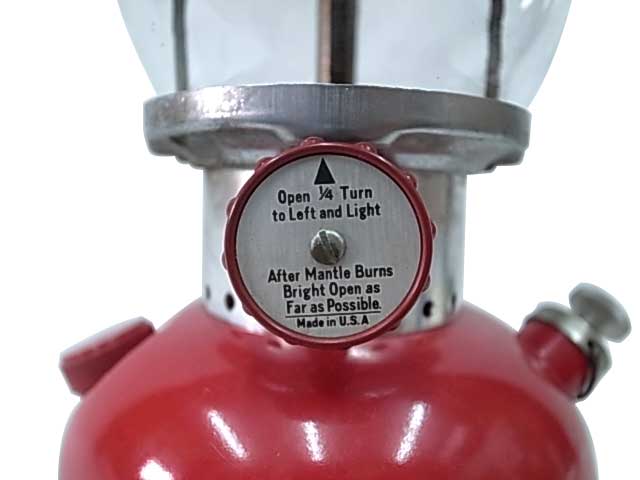 Open ¼ Turn
to Left and Light
After Mantle Burns
Bright Open as
Far as Possible.
Made in U.S.A